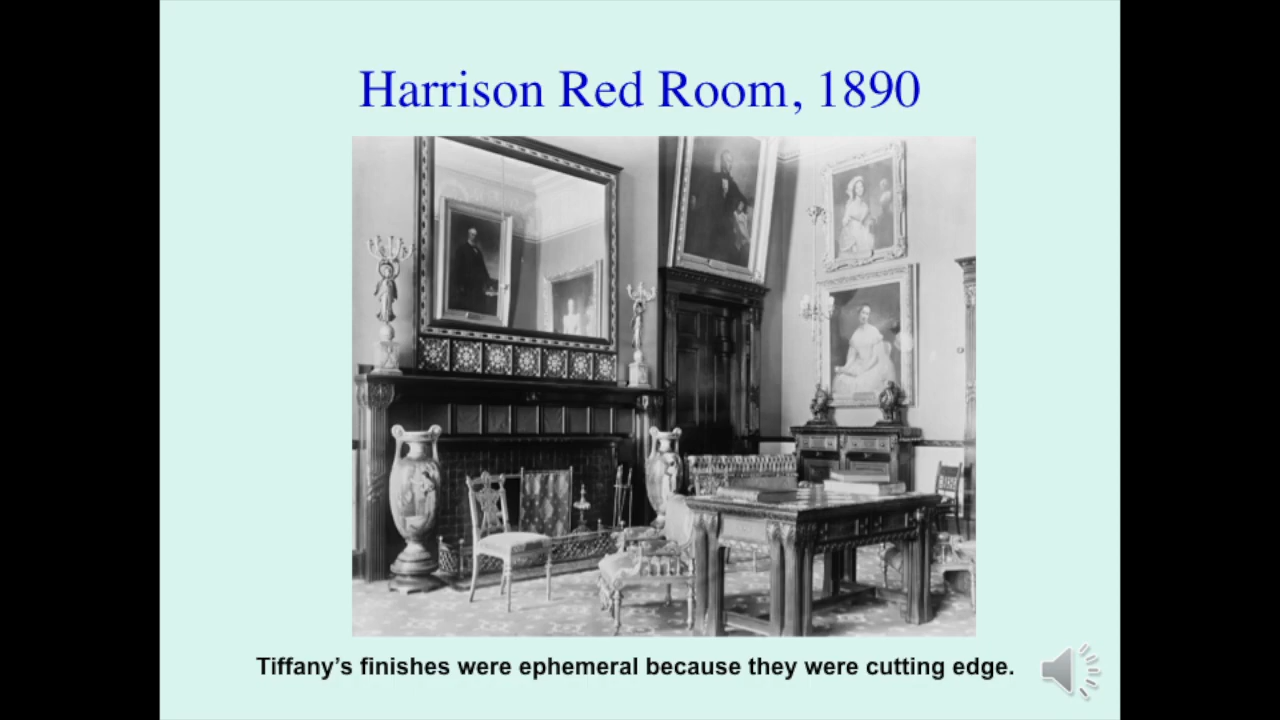 Harrison Red Room, 1890
Tiffany’s finishes were ephemeral because they were cutting edge.